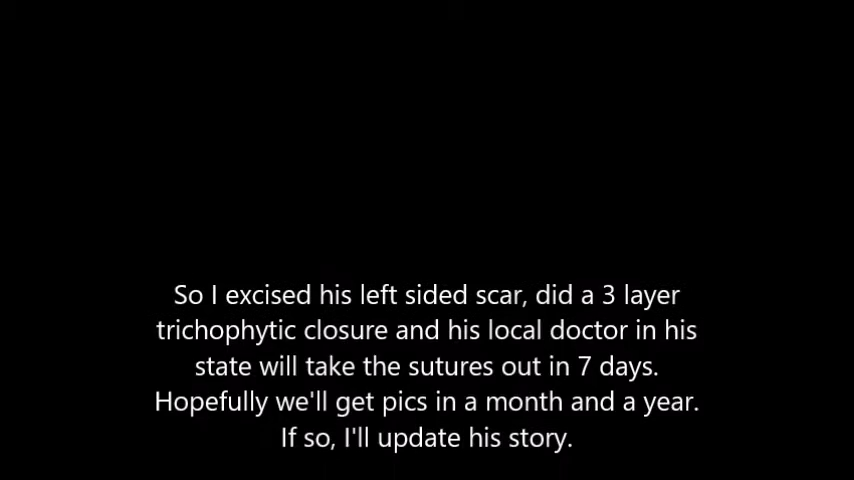 So I excised his left sided scar, did a 3 layer
trichophytic closure and his local doctor in his
state will take the sutures out in 7 days.
Hopefully we'll get pics in a month and a year.
If so, I'll update his story.